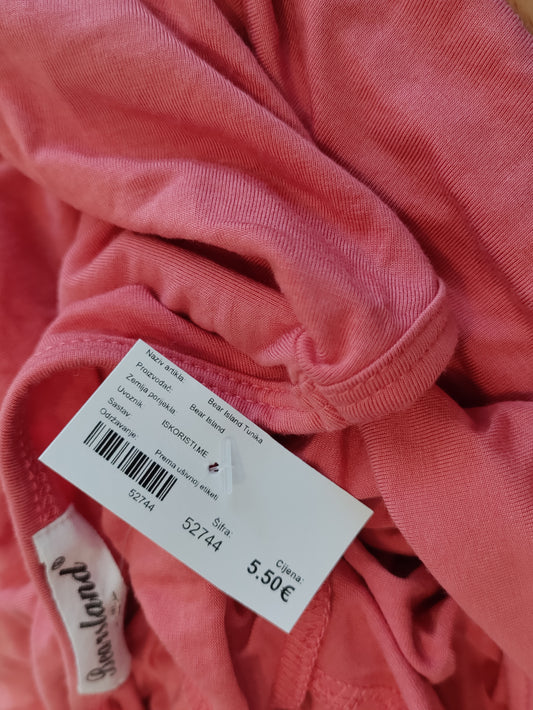 Naziv artikla: Bear Island Tunika
Proizvođač: Bear Island
Zemlja porijekla:
Uvoznik ISKORISTI.ME
Sastav
Održavanje: Prema ušivnoj etiketi
52744
Šifra:
52744
Cijena:
5.50€
Bearland®